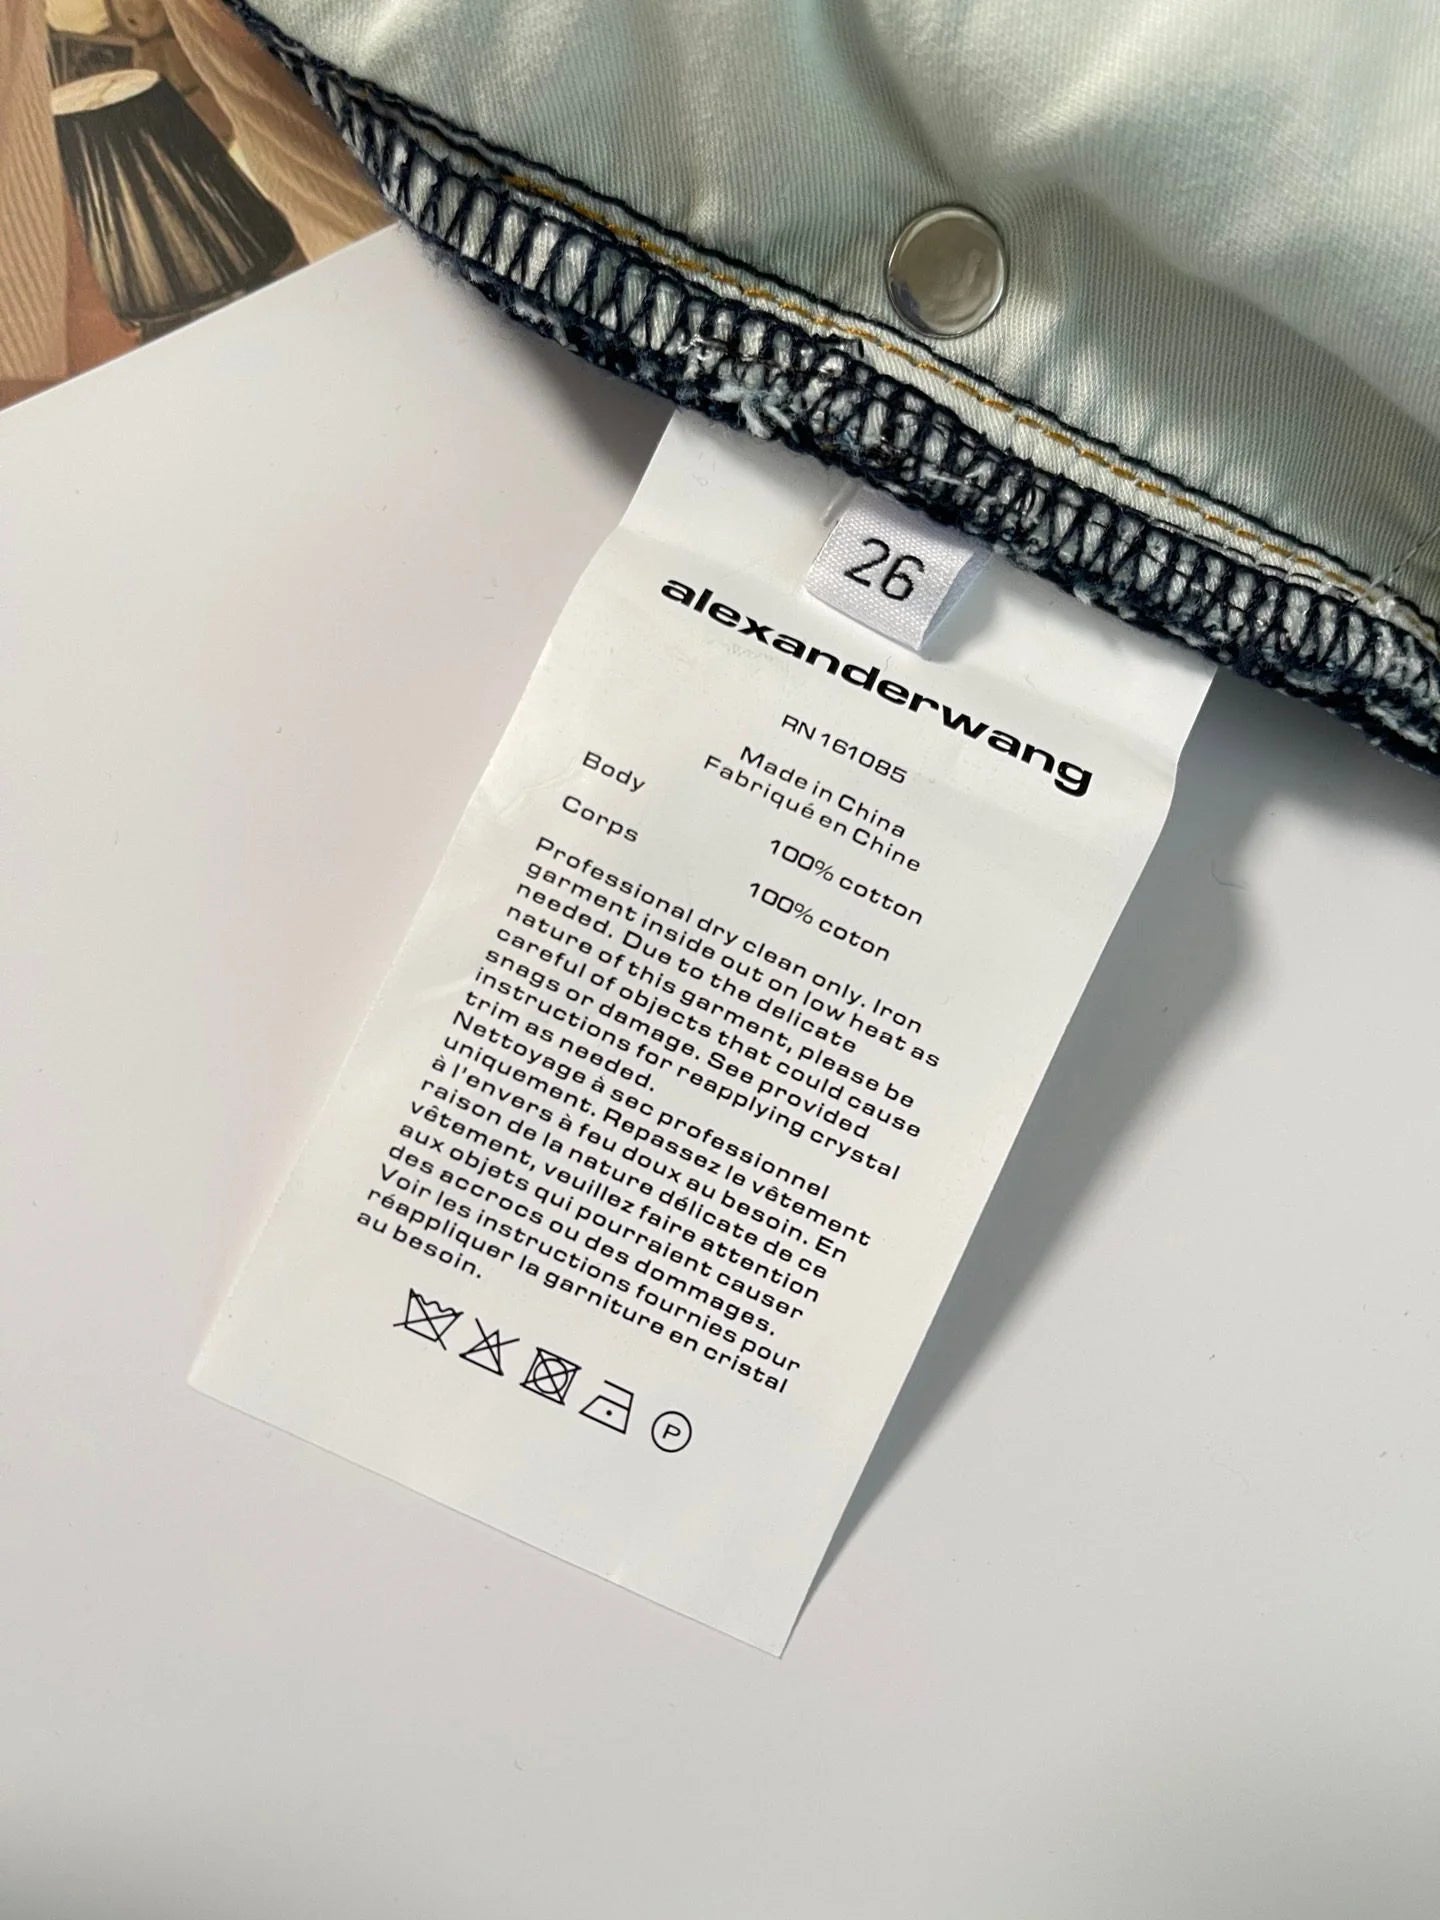 26
alexanderwang
RN 161085
Made in China
Fabriqué en Chine
Body 100% cotton
Corps 100% coton
Professional dry clean only. Iron
garment inside out on low heat as
needed. Due to the delicate
nature of this garment, please be
careful of objects that could cause
snags or damage. See provided
instructions for reapplying crystal
trim as needed.
Nettoyage à sec professionnel
uniquement. Repassez le vêtement
à l'envers à feu doux au besoin. En
raison de la nature délicate de ce
vêtement, veuillez faire attention
aux objets qui pourraient causer
des accrocs ou des dommages.
Voir les instructions fournies pour
réappliquer la garniture en cristal
au besoin.
P